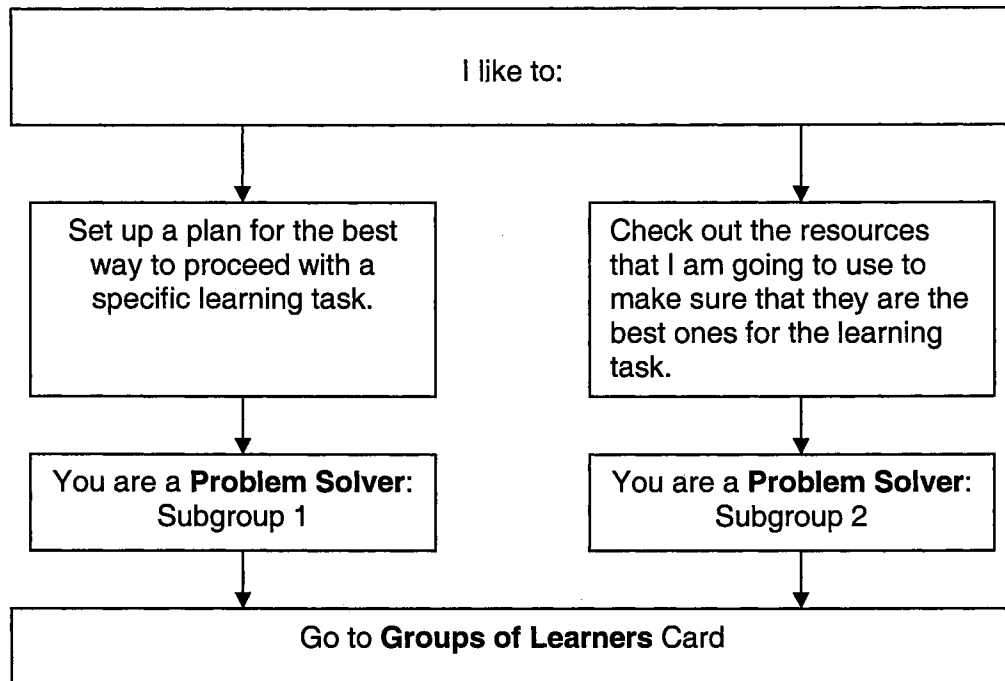 I like to:
Set up a plan for the best
way to proceed with a
specific learning task.
Check out the resources
that I am going to use to
make sure that they are the
best ones for the learning
task.
You are a Problem Solver:
Subgroup 1
You are a Problem Solver:
Subgroup 2
Go to Groups of Learners Card